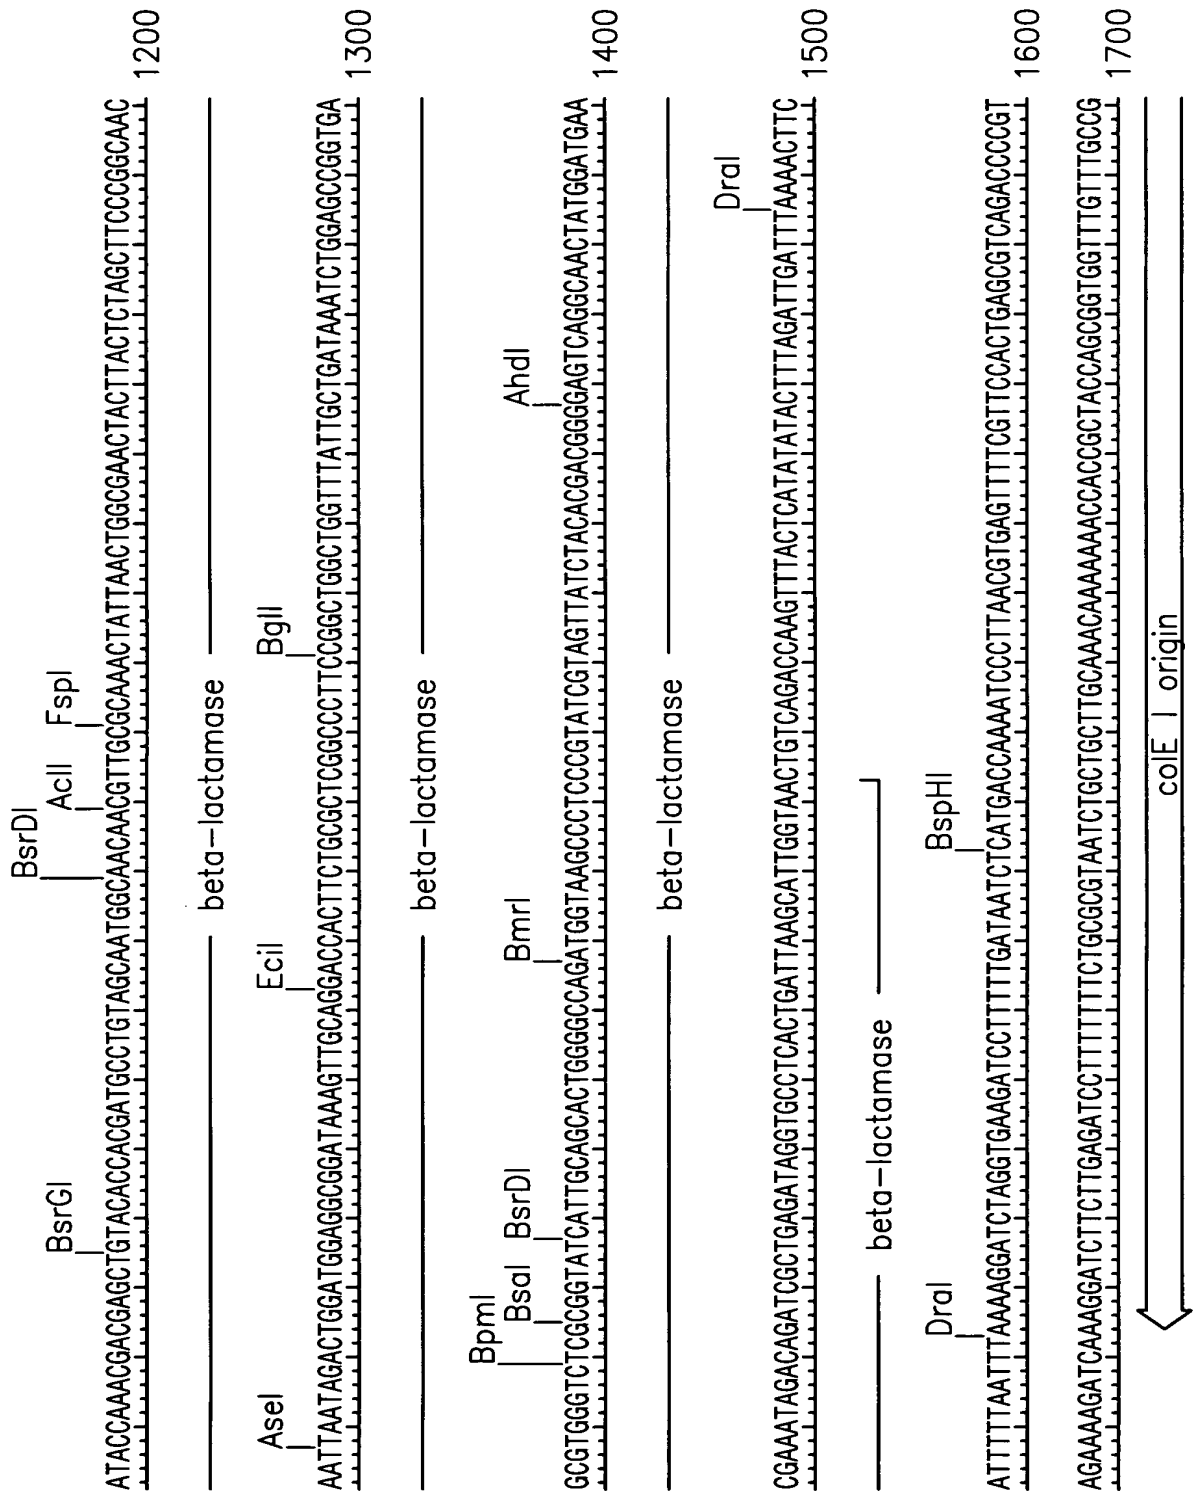 BsrGI BsrDI AclI FspI
ATACCAAACGACGAGCTGTACACCACGATGCCTGTAGCAATGGCAACAACGTTGCGCAAACTATTAACTGGCGAACTACTTACTCTAGCTTCCCGGCAAC 1200
beta-lactamase
AseI EciI BglI
AATTAATAGACTGGATGGAGGCGGATAAAGTTGCAGGACCACTTCTGCGCTCGGCCCTTCCGGCTGGCTGGTTTATTGCTGATAAATCTGGAGCCGGTGA 1300
beta-lactamase
BpmI BsaI BsrDI BmrI AhdI
GCGTGGGTCTCGCGGTATCATTGCAGCACTGGGGCCAGATGGTAAGCCCTCCCGTATCGTAGTTATCTACACGACGGGGAGTCAGGCAACTATGGATGAA 1400
beta-lactamase
DraI
CGAAATAGACAGATCGCTGAGATAGGTGCCTCACTGATTAAGCATTGGTAACTGTCAGACCAAGTTTACTCATATATACTTTAGATTGATTTAAAACTTC 1500
beta-lactamase
DraI BspHI
ATTTTTAATTTAAAAGGATCTAGGTGAAGATCCTTTTTGATAATCTCATGACCAAAATCCCTTAACGTGAGTTTTCGTTCCACTGAGCGTCAGACCCCGT 1600
AGAAAAGATCAAAGGATCTTCTTGAGATCCTTTTTTTCTGCGCGTAATCTGCTGCTTGCAAACAAAAAAACCACCGCTACCAGCGGTGGTTTGTTTGCCG 1700
colE I origin